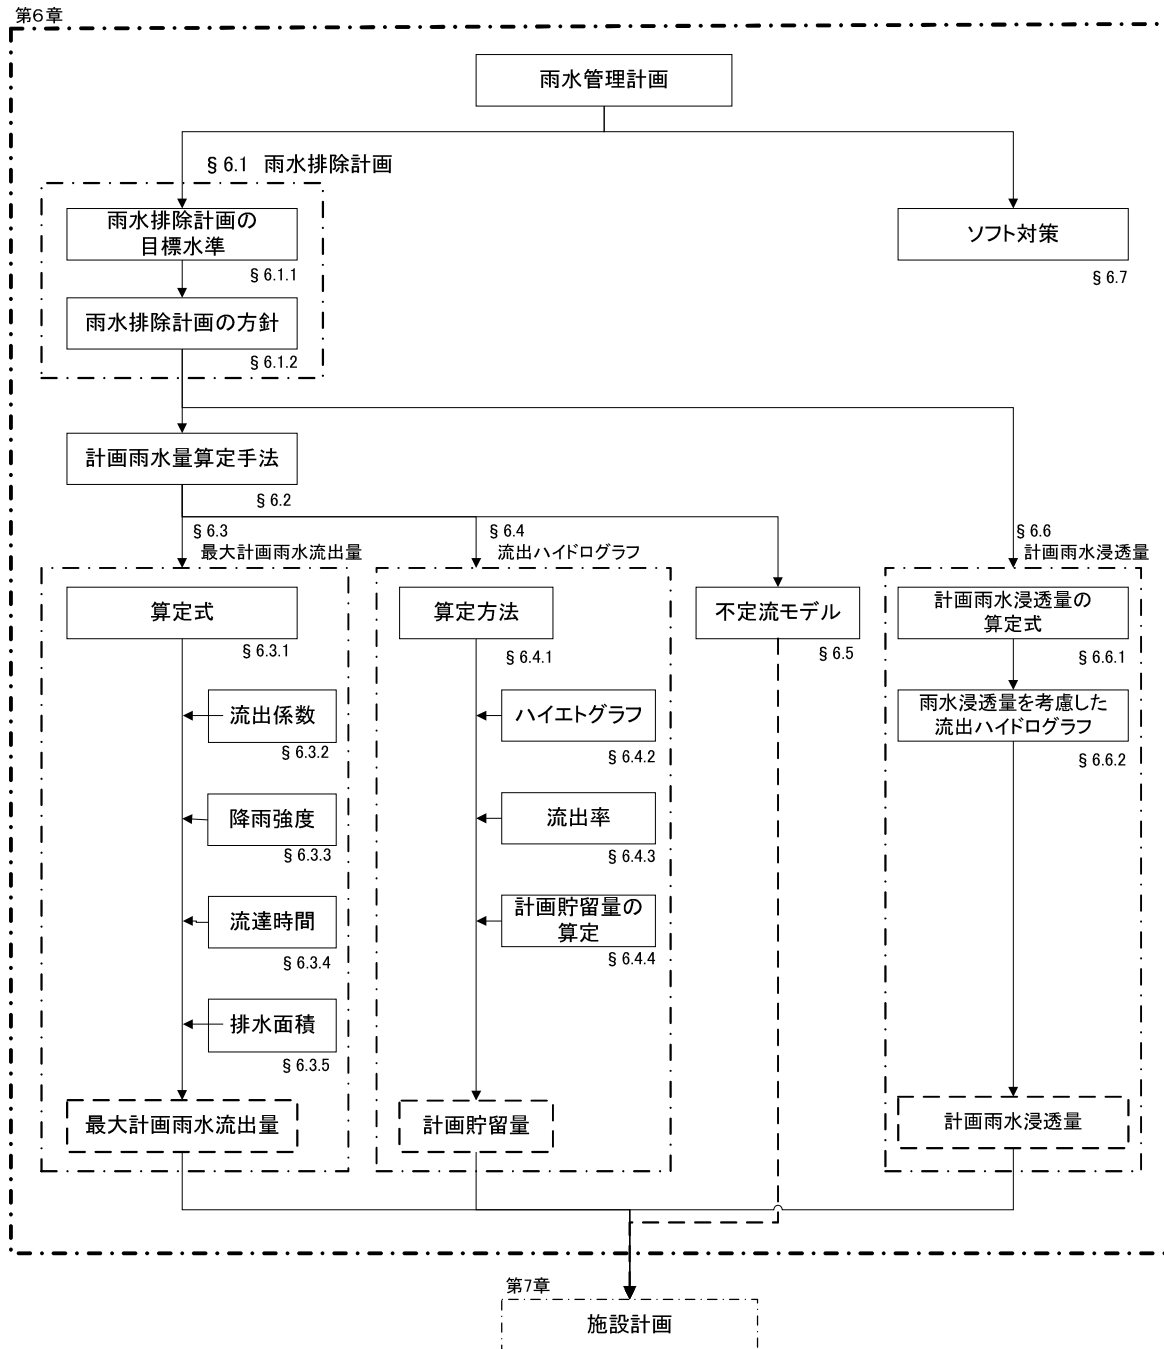 第6章
雨水管理計画
§ 6.1 雨水排除計画
雨水排除計画の
目標水準
§ 6.1.1
ソフト対策
§ 6.7
雨水排除計画の方針
§ 6.1.2
計画雨水量算定手法
§ 6.2
§ 6.3
最大計画雨水流出量
§ 6.4
流出ハイドログラフ
§ 6.6
計画雨水浸透量
算定式
§ 6.3.1
流出係数
§ 6.3.2
降雨強度
§ 6.3.3
流達時間
§ 6.3.4
排水面積
§ 6.3.5
最大計画雨水流出量
算定方法
§ 6.4.1
ハイエトグラフ
§ 6.4.2
流出率
§ 6.4.3
計画貯留量の
算定
§ 6.4.4
計画貯留量
不定流モデル
§ 6.5
計画雨水浸透量の
算定式
§ 6.6.1
雨水浸透量を考慮した
流出ハイドログラフ
§ 6.6.2
計画雨水浸透量
第7章
施設計画